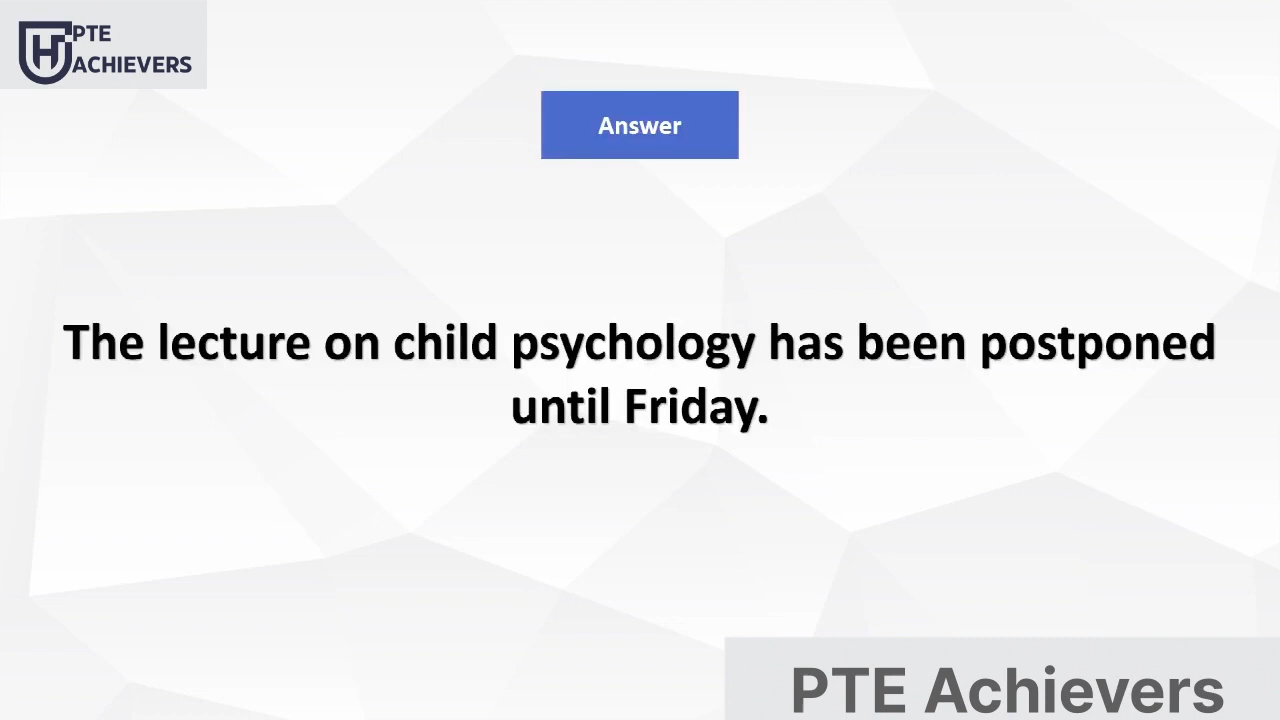 PTE
ACHIEVERS
Answer
The lecture on child psychology has been postponed
until Friday.
PTE Achievers